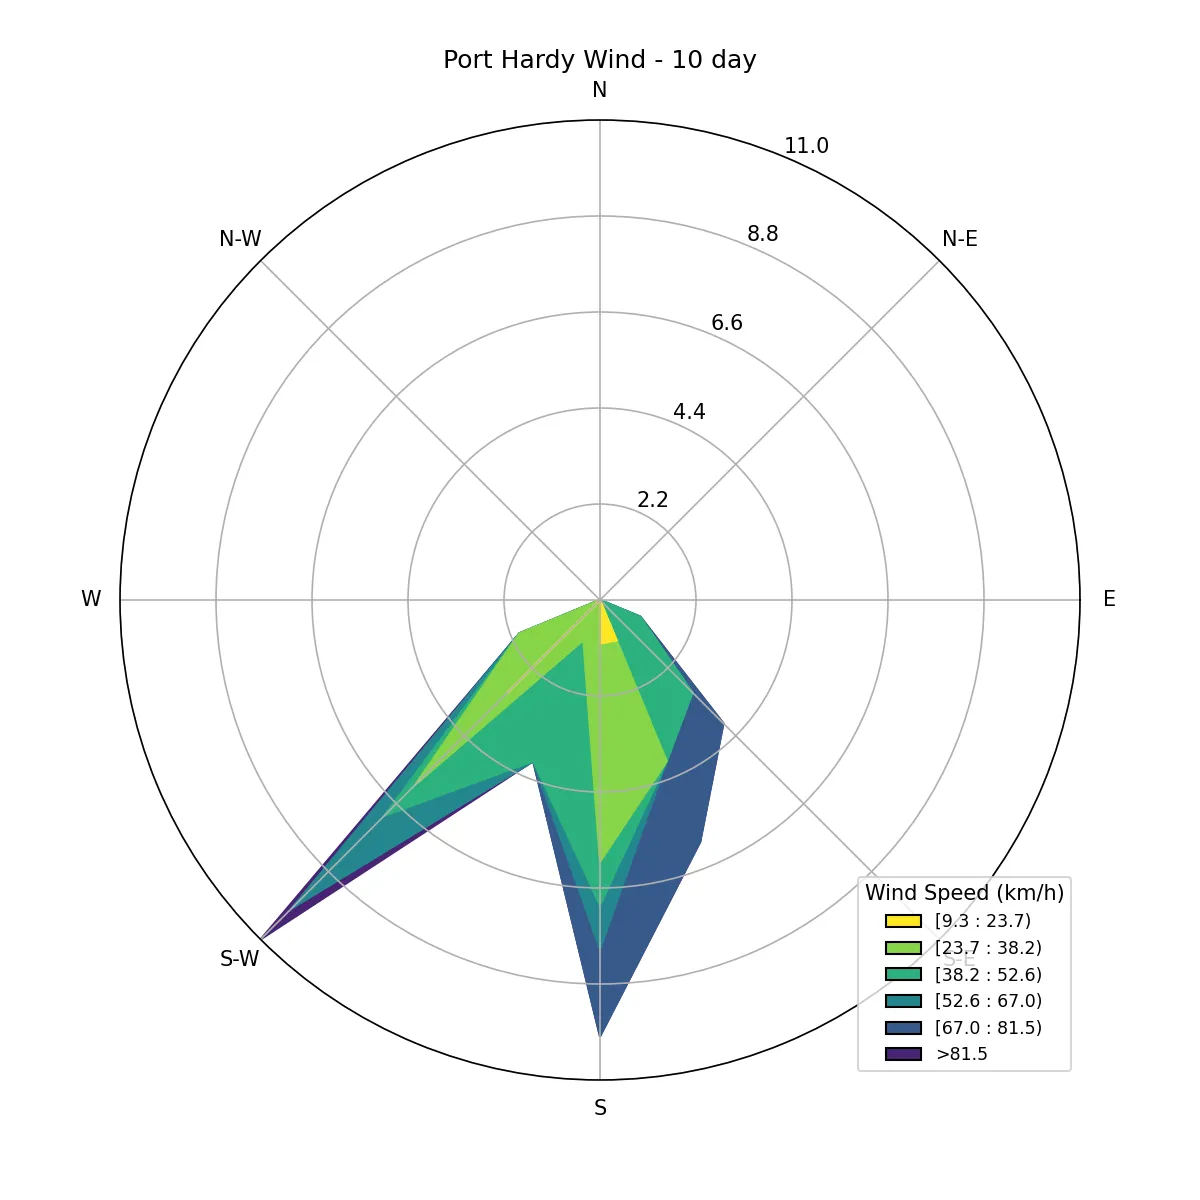 Port Hardy Wind - 10 day
N
11.0
N-W
8.8
N-E
6.6
4.4
2.2
W
E
Wind Speed (km/h)
[9.3 : 23.7)
[23.7 : 38.2)
S-W
S-E
[38.2 : 52.6)
[52.6 : 67.0)
[67.0 : 81.5)
>81.5
S